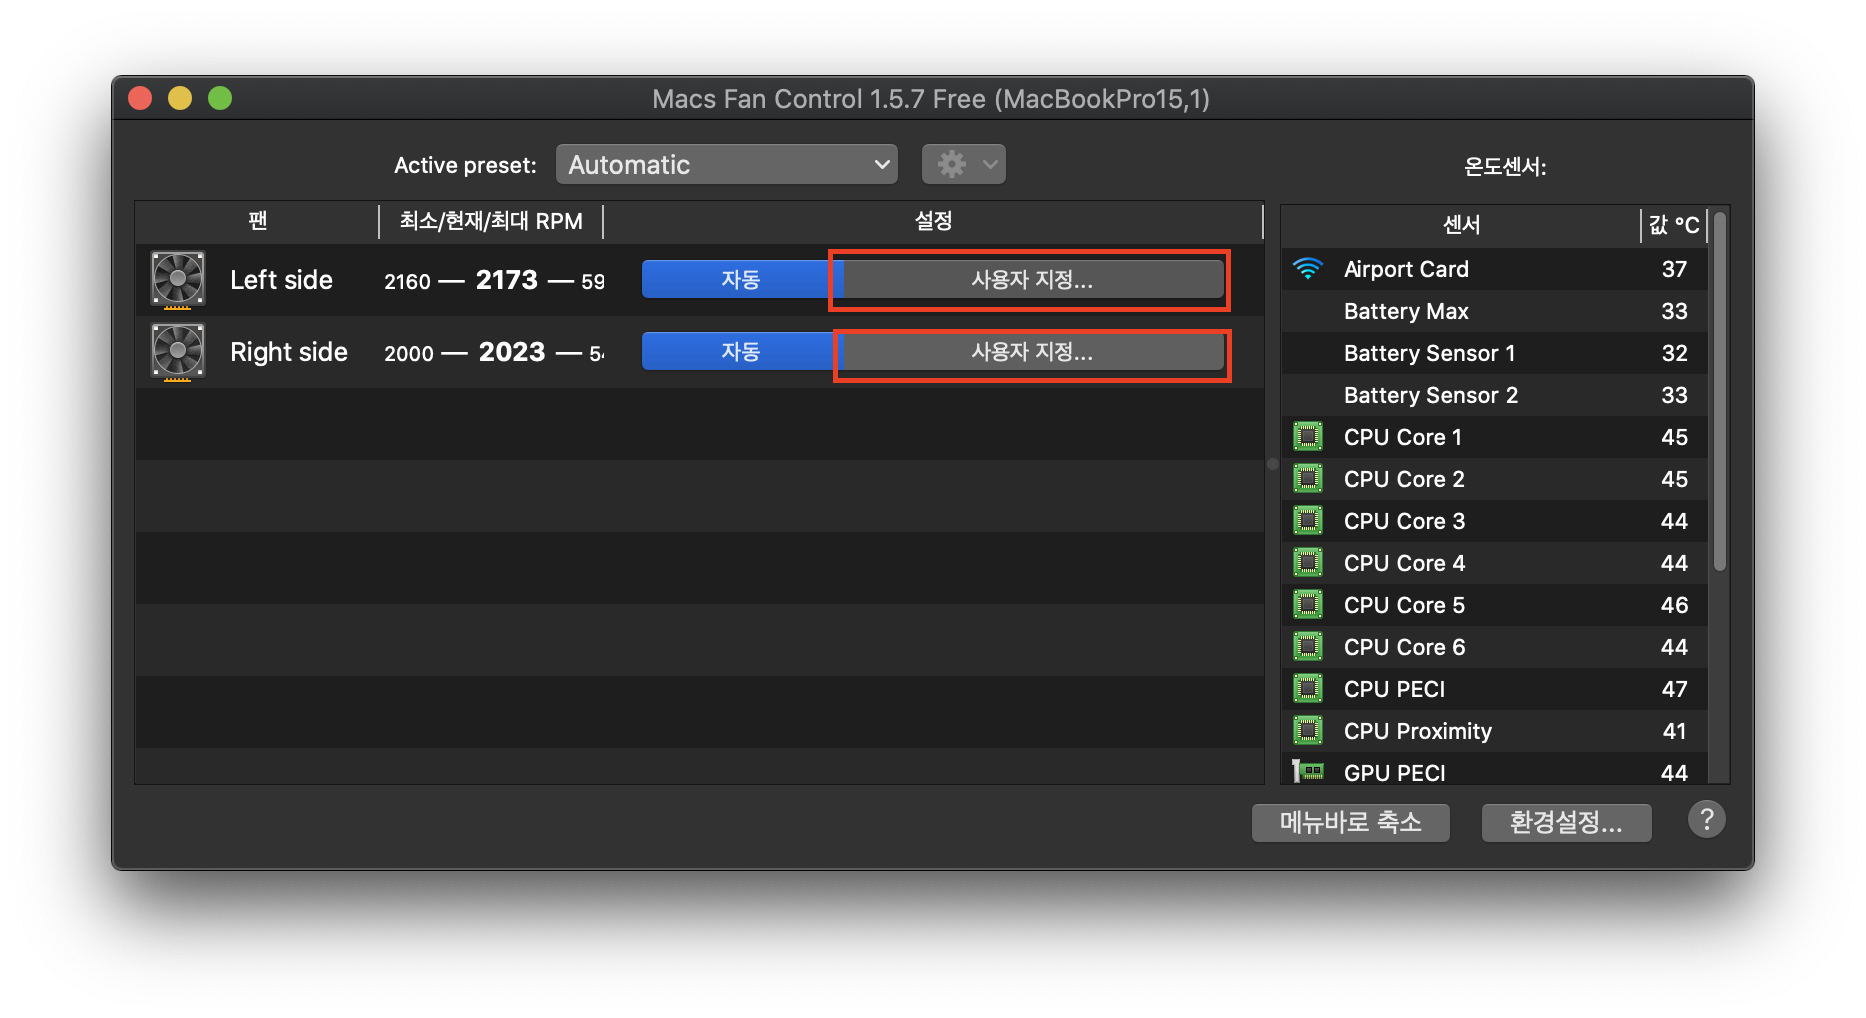 Macs Fan Control 1.5.7 Free (MacBookPro15,1)
Active preset: Automatic
온도센서:
팬 최소/현재/최대 RPM 설정
Left side 2160 — 2173 — 59 자동 사용자 지정...
Right side 2000 — 2023 — 자동 사용자 지정...
센서 값 °C
Airport Card 37
Battery Max 33
Battery Sensor 1 32
Battery Sensor 2 33
CPU Core 1 45
CPU Core 2 45
CPU Core 3 44
CPU Core 4 44
CPU Core 5 46
CPU Core 6 44
CPU PECI 47
CPU Proximity 41
GPU PECI 44
메뉴바로 축소 환경설정... ?